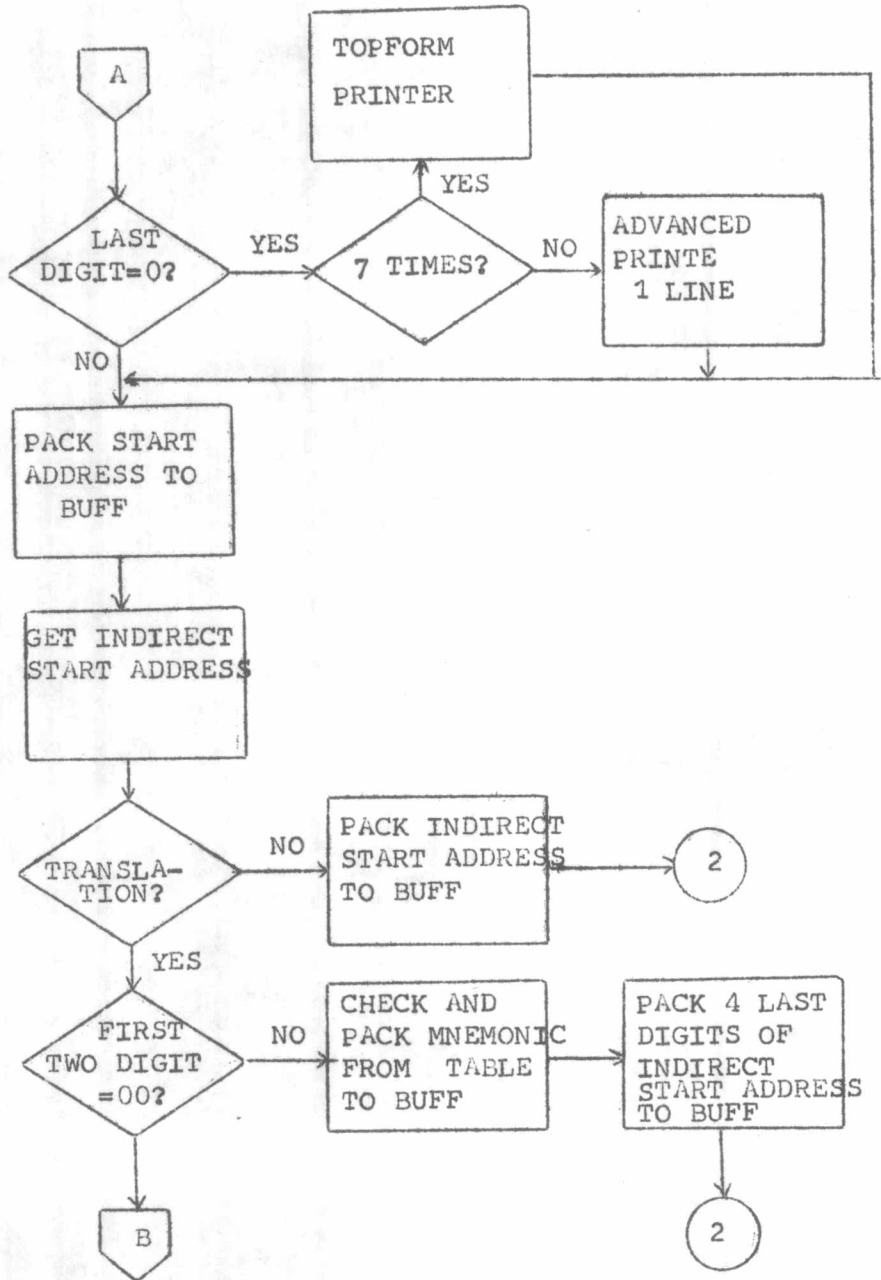 A
TOPFORM
PRINTER
YES
LAST
DIGIT=0?
YES
7 TIMES?
NO
ADVANCED
PRINTE
1 LINE
NO
PACK START
ADDRESS TO
BUFF
GET INDIRECT
START ADDRESS
TRANSLA-
TION?
NO
PACK INDIRECT
START ADDRESS
TO BUFF
2
YES
FIRST
TWO DIGIT
=00?
NO
CHECK AND
PACK MNEMONIC
FROM TABLE
TO BUFF
PACK 4 LAST
DIGITS OF
INDIRECT
START ADDRESS
TO BUFF
B
2